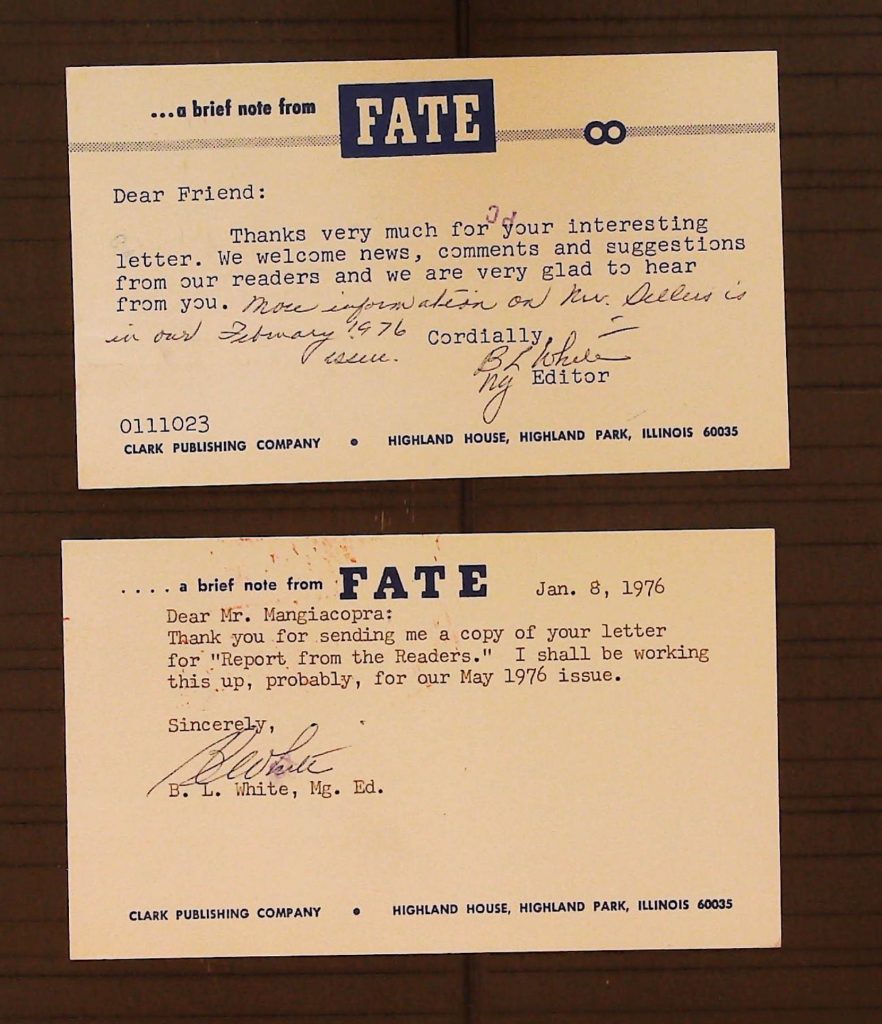 ...a brief note from FATE
Dear Friend:
Thanks very much for your interesting
letter. We welcome news, comments and suggestions
from our readers and we are very glad to hear
from you. More information on Mr. Sellers is
in our February 1976 Cordially,
issue. B L White
Mg Editor
0111023
CLARK PUBLISHING COMPANY • HIGHLAND HOUSE, HIGHLAND PARK, ILLINOIS 60035
.... a brief note from FATE Jan. 8, 1976
Dear Mr. Mangiacopra:
Thank you for sending me a copy of your letter
for "Report from the Readers." I shall be working
this up, probably, for our May 1976 issue.
Sincerely,
B L White
B. L. White, Mg. Ed.
CLARK PUBLISHING COMPANY • HIGHLAND HOUSE, HIGHLAND PARK, ILLINOIS 60035